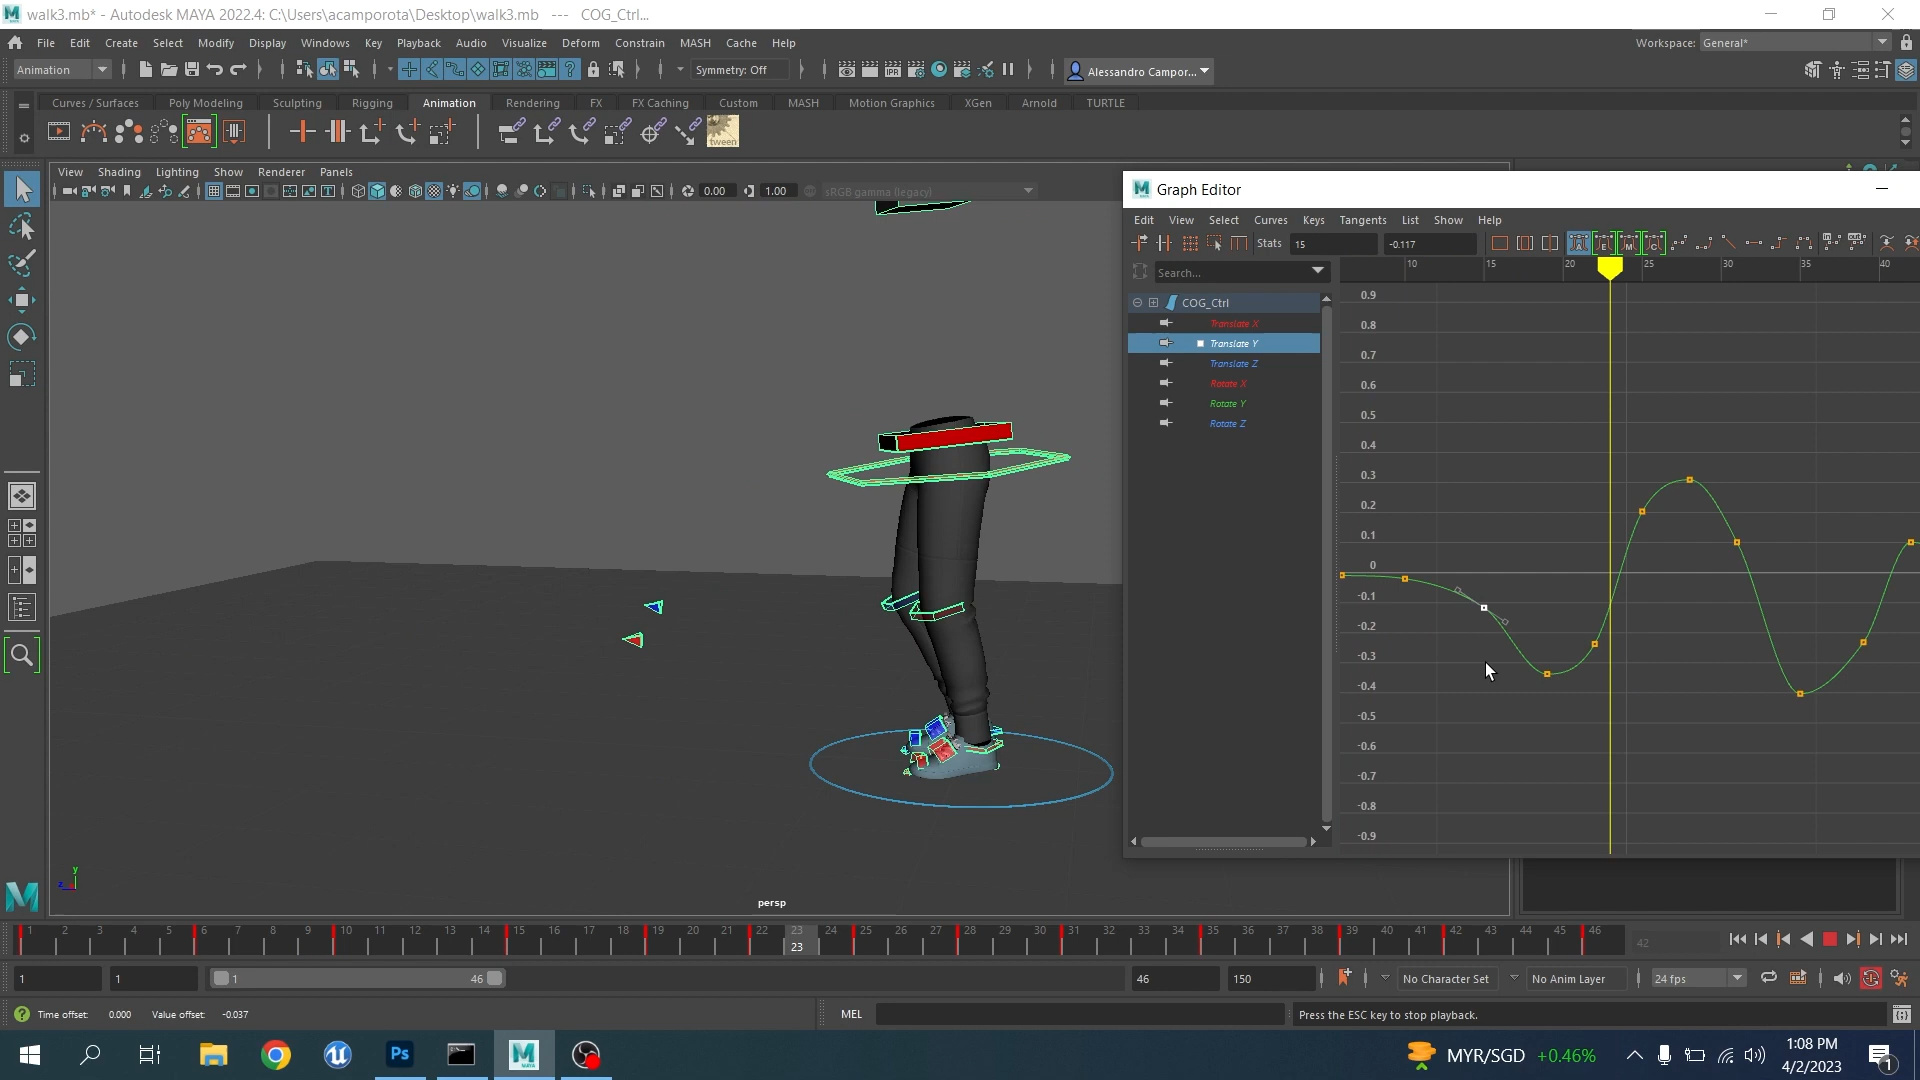 walk3.mb* - Autodesk MAYA 2022.4: C:\Users\acamporota\Desktop\walk3.mb --- COG_Ctrl...
File Edit Create Select Modify Display Windows Key Playback Audio Visualize Deform Constrain MASH Cache Help
Workspace: General*
Animation
Symmetry: Off
IPR
Alessandro Campor...
Curves / Surfaces Poly Modeling Sculpting Rigging Animation Rendering FX FX Caching Custom MASH Motion Graphics XGen Arnold TURTLE
tween
View Shading Lighting Show Renderer Panels
0.00 1.00 sRGB gamma (legacy)
Graph Editor
Edit View Select Curves Keys Tangents List Show Help
Stats 15 -0.117
Search...
10 15 20 25 30 35 40
COG_Ctrl
Translate X
Translate Y
Translate Z
Rotate X
Rotate Y
Rotate Z
0.9
0.8
0.7
0.6
0.5
0.4
0.3
0.2
0.1
0
-0.1
-0.2
-0.3
-0.4
-0.5
-0.6
-0.7
-0.8
-0.9
y
z
persp
1 2 3 4 5 6 7 8 9 10 11 12 13 14 15 16 17 18 19 20 21 22 23 24 25 26 27 28 29 30 31 32 33 34 35 36 37 38 39 40 41 42 43 44 45 46
23
42
1 1 1 46 46 150 No Character Set No Anim Layer 24 fps
Time offset: 0.000 Value offset: -0.037
MEL
Press the ESC key to stop playback.
Ps
MAYA
MYR/SGD +0.46%
1:08 PM
4/2/2023
1